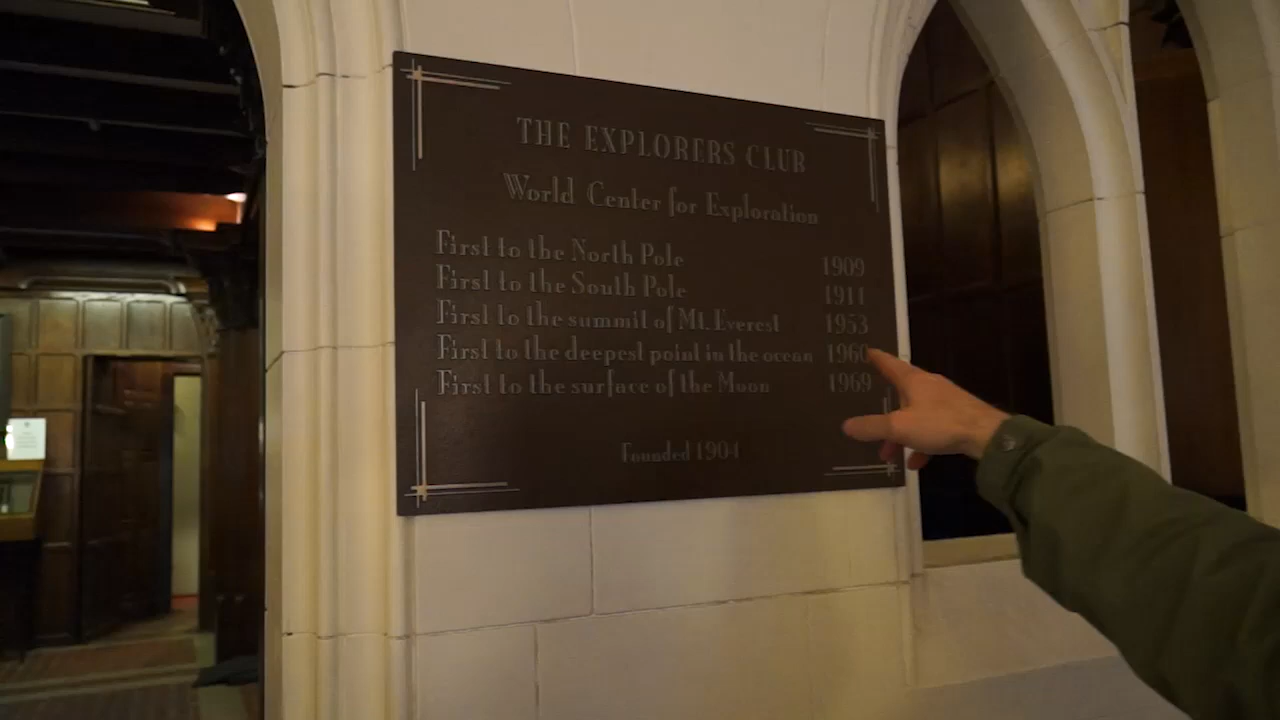 THE EXPLORERS CLUB
World Center for Exploration
First to the North Pole 1909
First to the South Pole 1911
First to the summit of Mt. Everest 1953
First to the deepest point in the ocean 1960
First to the surface of the Moon 1969
Founded 1904